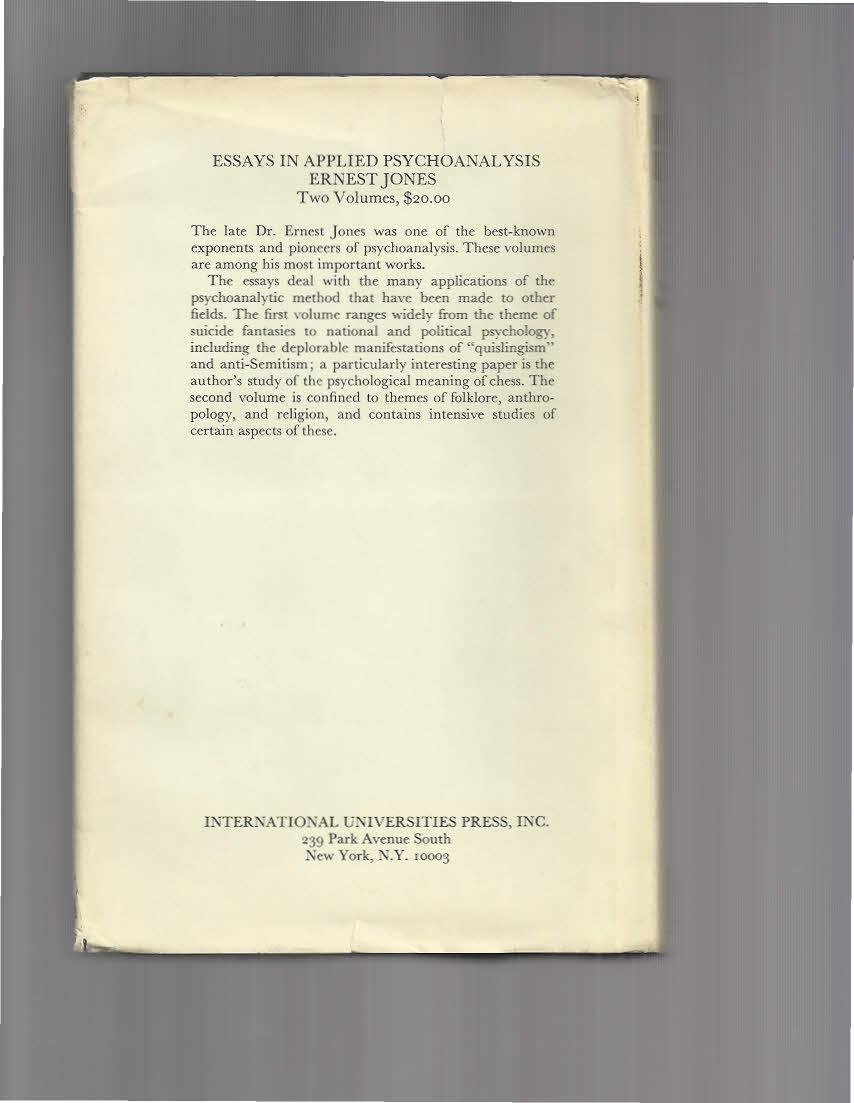 ESSAYS IN APPLIED PSYCHOANALYSIS
ERNEST JONES
Two Volumes, $20.00
The late Dr. Ernest Jones was one of the best-known
exponents and pioneers of psychoanalysis. These volumes
are among his most important works.
The essays deal with the many applications of the
psychoanalytic method that have been made to other
fields. The first volume ranges widely from the theme of
suicide fantasies to national and political psychology,
including the deplorable manifestations of “quislingism”
and anti-Semitism; a particularly interesting paper is the
author's study of the psychological meaning of chess. The
second volume is confined to themes of folklore, anthro-
pology, and religion, and contains intensive studies of
certain aspects of these.
INTERNATIONAL UNIVERSITIES PRESS, INC.
239 Park Avenue South
New York, N.Y. 10003